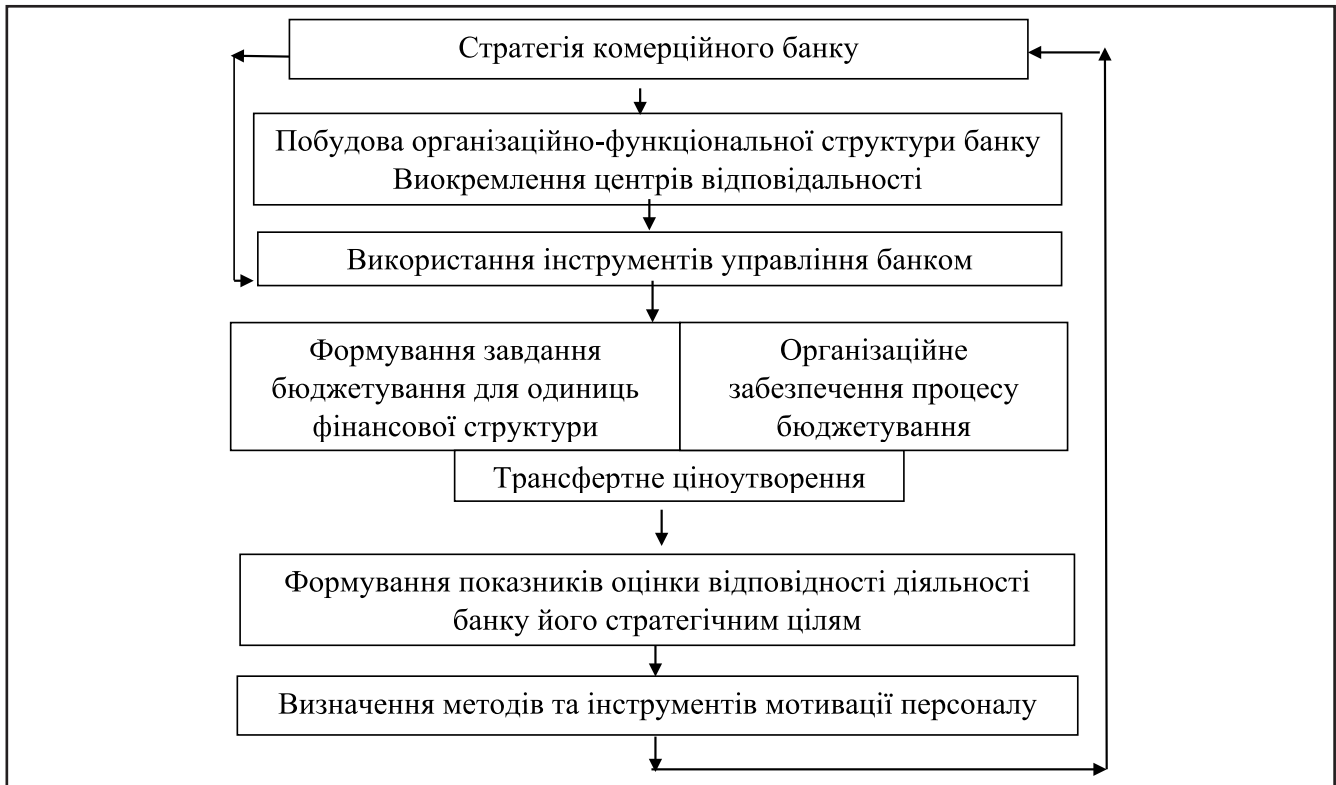 Стратегія комерційного банку
Побудова організаційно-функціональної структури банку
Виокремлення центрів відповідальності
Використання інструментів управління банком
Формування завдання
бюджетування для одиниць
фінансової структури
Організаційне
забезпечення процесу
бюджетування
Трансфертне ціноутворення
Формування показників оцінки відповідності діяльності
банку його стратегічним цілям
Визначення методів та інструментів мотивації персоналу